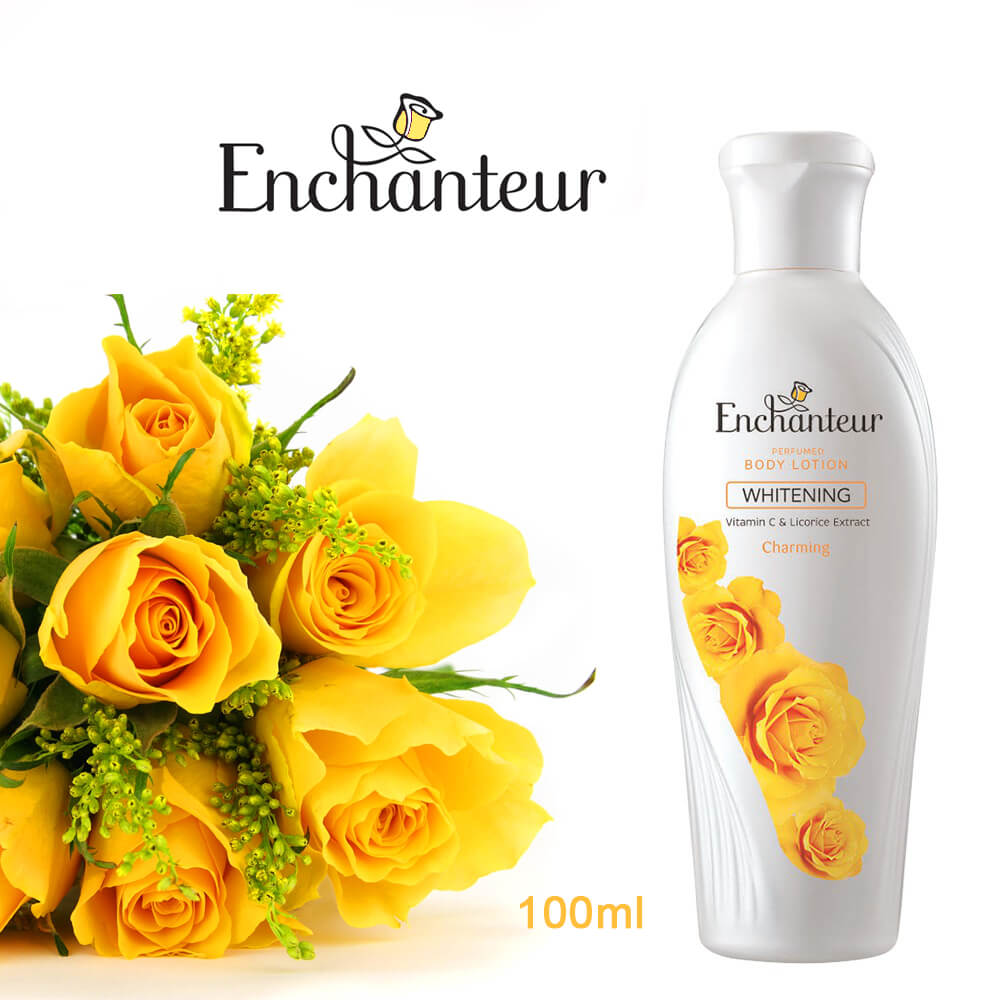 Enchanteur
Enchanteur
PERFUMED
BODY LOTION
WHITENING
Vitamin C & Licorice Extract
Charming
100ml